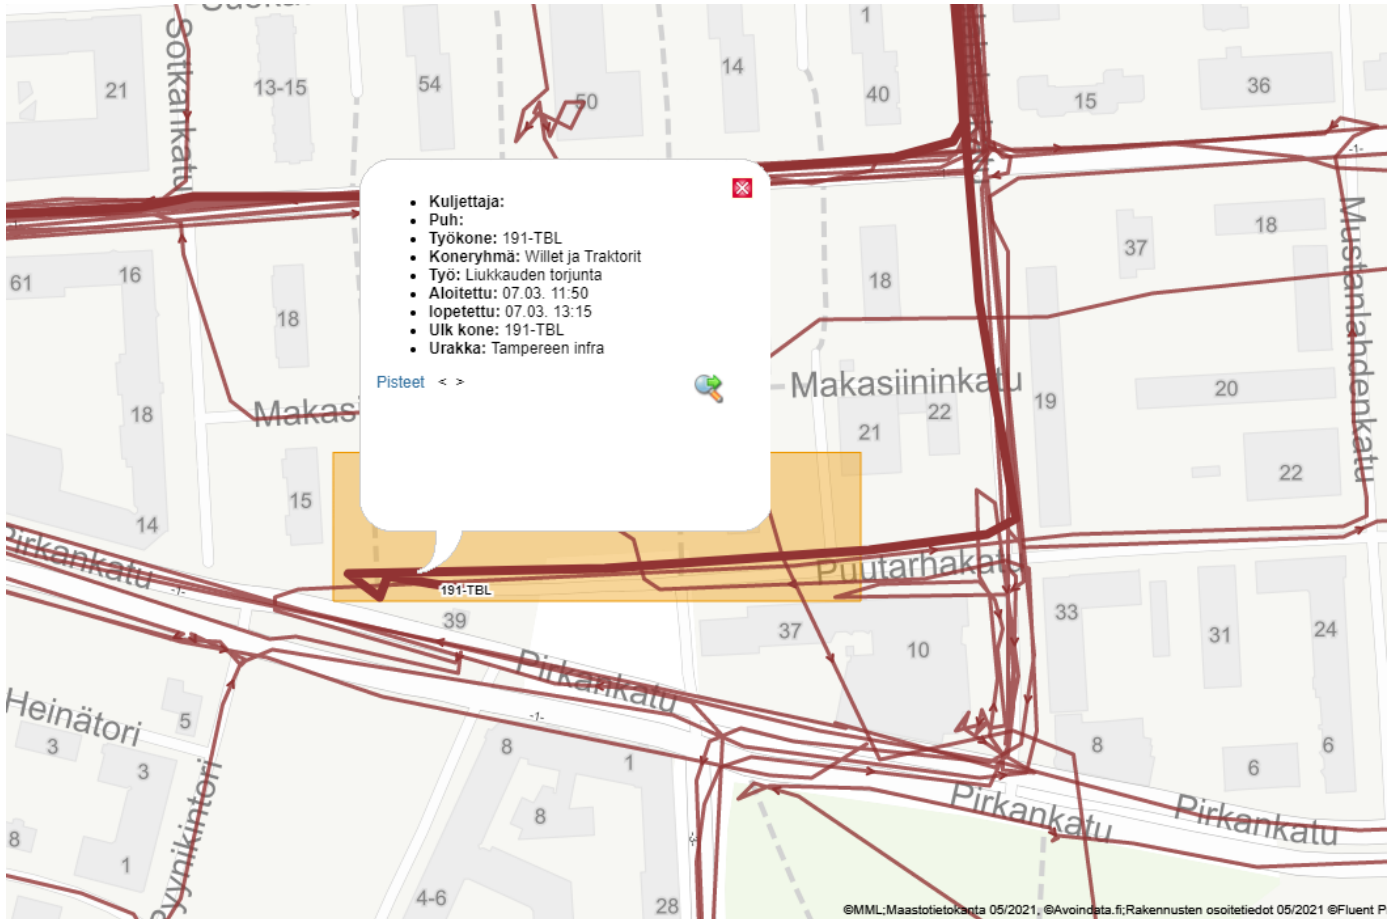 Sotkankatu
21
13-15
54
50
14
1
40
15
36
-1-
Kuljettaja:
Puh:
Työkone: 191-TBL
Koneryhmä: Willet ja Traktorit
Työ: Liukkauden torjunta
Aloitettu: 07.03. 11:50
lopetettu: 07.03. 13:15
Ulk kone: 191-TBL
Urakka: Tampereen infra
Pisteet < >
61
16
18
18
37
18
Mustanlahdenkatu
Makasi
Makasiininkatu
18
22
21
19
20
22
15
14
Pirkankatu
-1-
Puutarhakatu
191-TBL
39
37
10
33
31
24
Pirkankatu
-1-
Heinätori
5
3
3
8
1
Pyynikintori
8
1
8
4-6
28
-3-
8
6
6
Pirkankatu
Pirkankatu
©MML;Maastotietokanta 05/2021, ©Avoindata.fi;Rakennusten osoitetiedot 05/2021 ©Fluent P